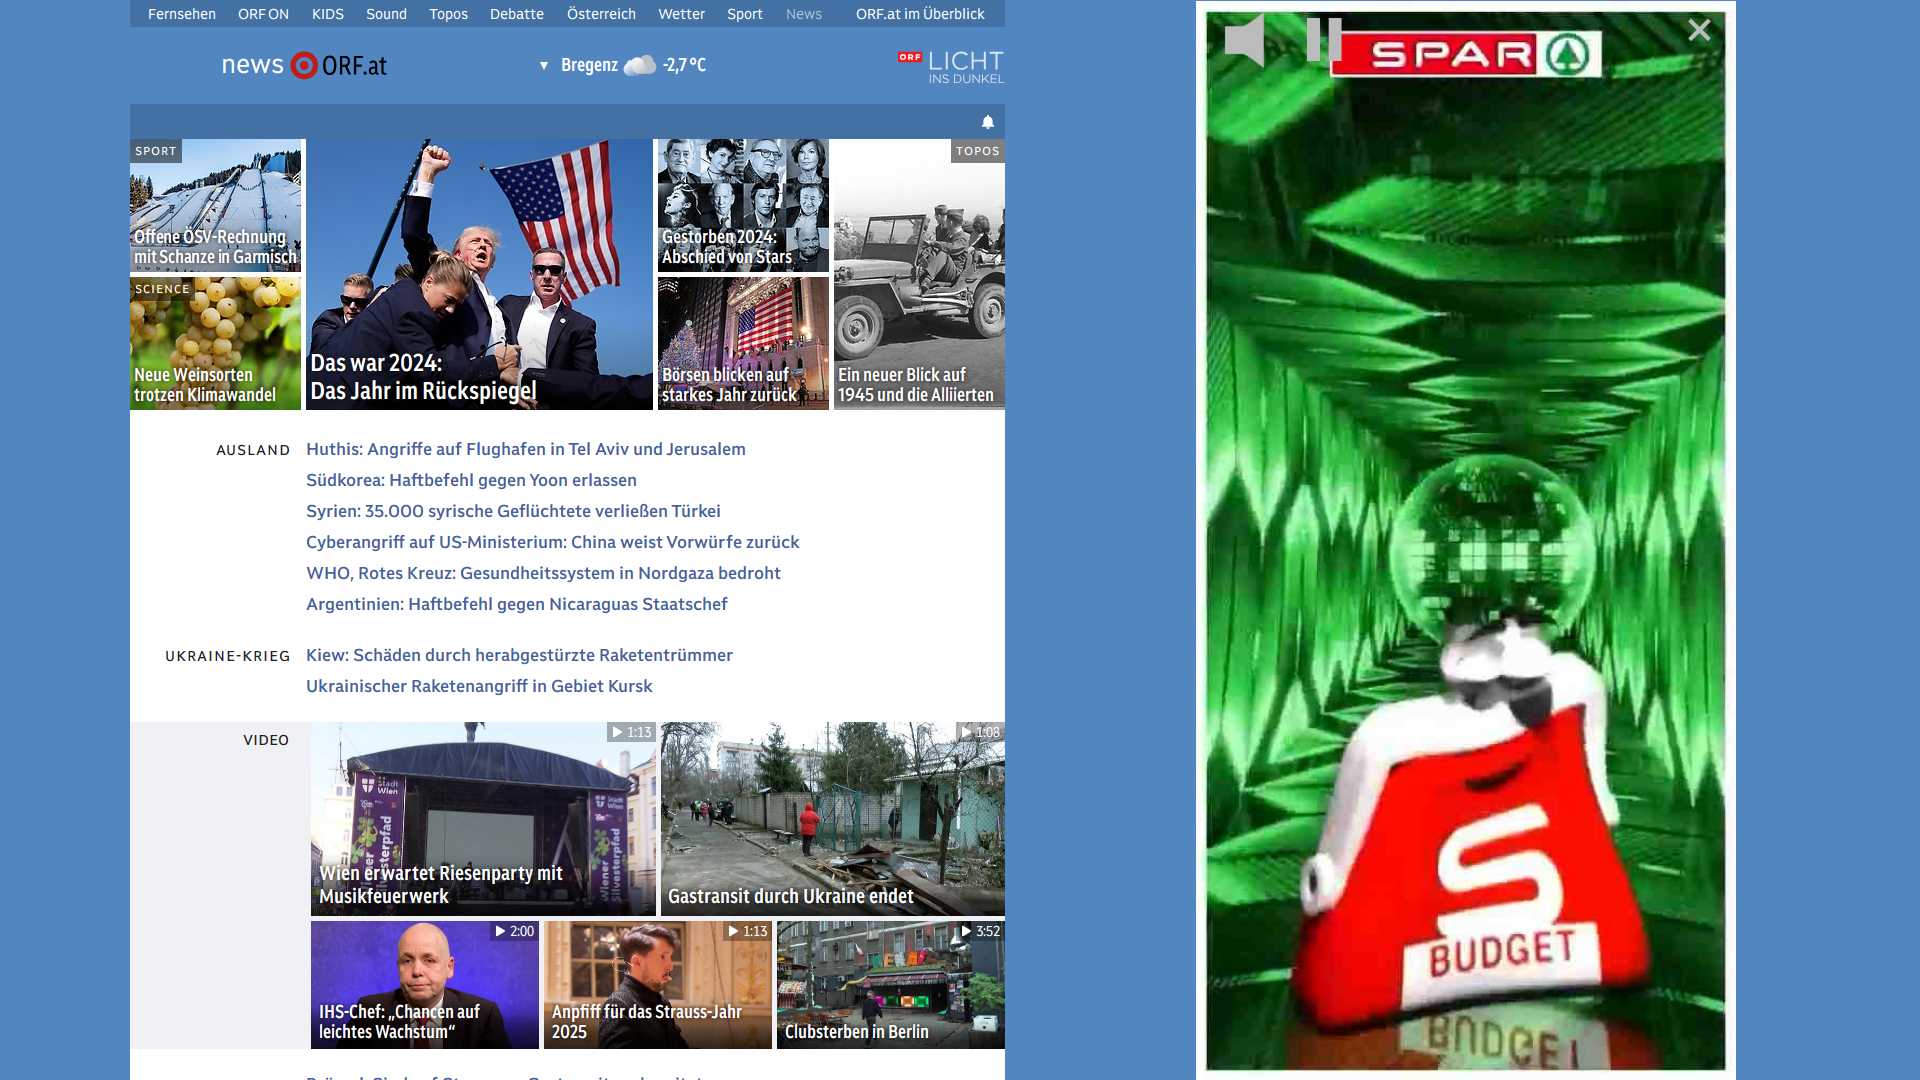 Fernsehen ORF ON KIDS Sound Topos Debatte Österreich Wetter Sport News ORF.at im Überblick
news ORF.at
Bregenz -2,7 °C
ORF LICHT
INS DUNKEL
SPORT
Offene ÖSV-Rechnung
mit Schanze in Garmisch
SCIENCE
Neue Weinsorten
trotzen Klimawandel
Das war 2024:
Das Jahr im Rückspiegel
Gestorben 2024:
Abschied von Stars
Börsen blicken auf
starkes Jahr zurück
TOPOS
Ein neuer Blick auf
1945 und die Alliierten
AUSLAND
Huthis: Angriffe auf Flughafen in Tel Aviv und Jerusalem
Südkorea: Haftbefehl gegen Yoon erlassen
Syrien: 35.000 syrische Geflüchtete verließen Türkei
Cyberangriff auf US-Ministerium: China weist Vorwürfe zurück
WHO, Rotes Kreuz: Gesundheitssystem in Nordgaza bedroht
Argentinien: Haftbefehl gegen Nicaraguas Staatschef
UKRAINE-KRIEG
Kiew: Schäden durch herabgestürzte Raketentrümmer
Ukrainischer Raketenangriff in Gebiet Kursk
VIDEO
1:13
Stadt
Wien
Wiener
Silvesterpfad
Stadt
Wien
Wiener
Silvesterpfad
Wien erwartet Riesenparty mit
Musikfeuerwerk
1:08
Gastransit durch Ukraine endet
2:00
IHS-Chef: „Chancen auf
leichtes Wachstum“
1:13
Anpfiff für das Strauss-Jahr
2025
3:52
Clubsterben in Berlin
SPAR
S
BUDGET